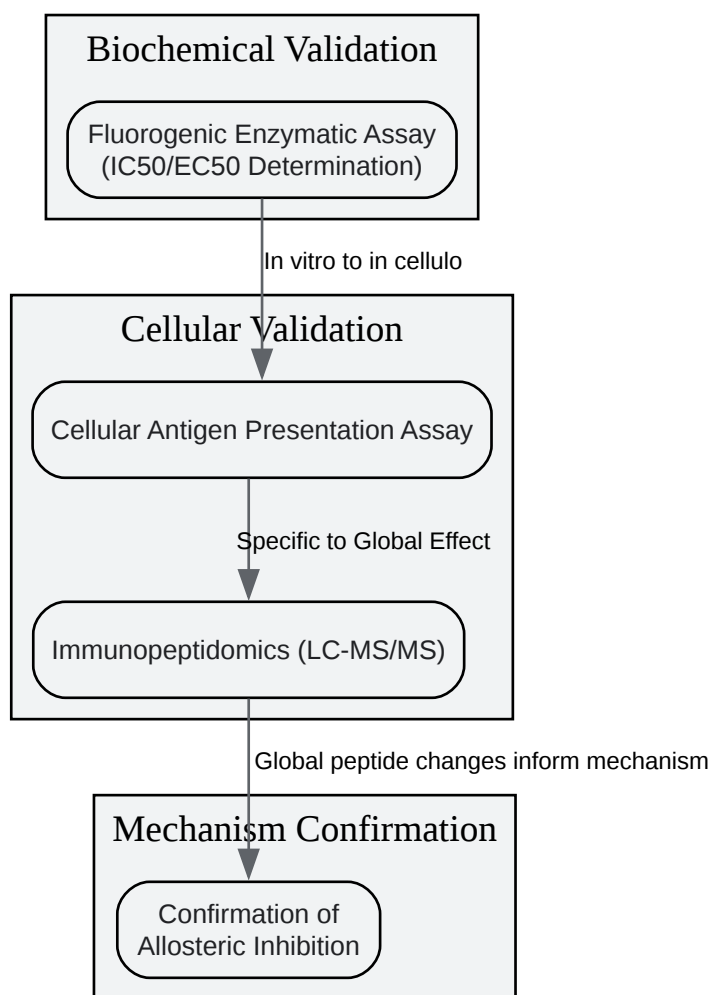 Biochemical Validation
Fluorogenic Enzymatic Assay
(IC50/EC50 Determination)
In vitro to in cellulo
Cellular Validation
Cellular Antigen Presentation Assay
Specific to Global Effect
Immunopeptidomics (LC-MS/MS)
Global peptide changes inform mechanism
Mechanism Confirmation
Confirmation of
Allosteric Inhibition